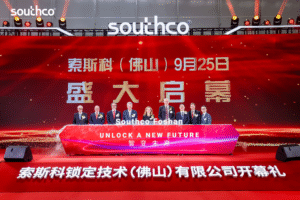 southco
southco
索斯科（佛山）9月25日
盛大启幕
Southco Foshan
UNLOCK A NEW FUTURE
索斯科锁定技术(佛山)有限公司开幕礼